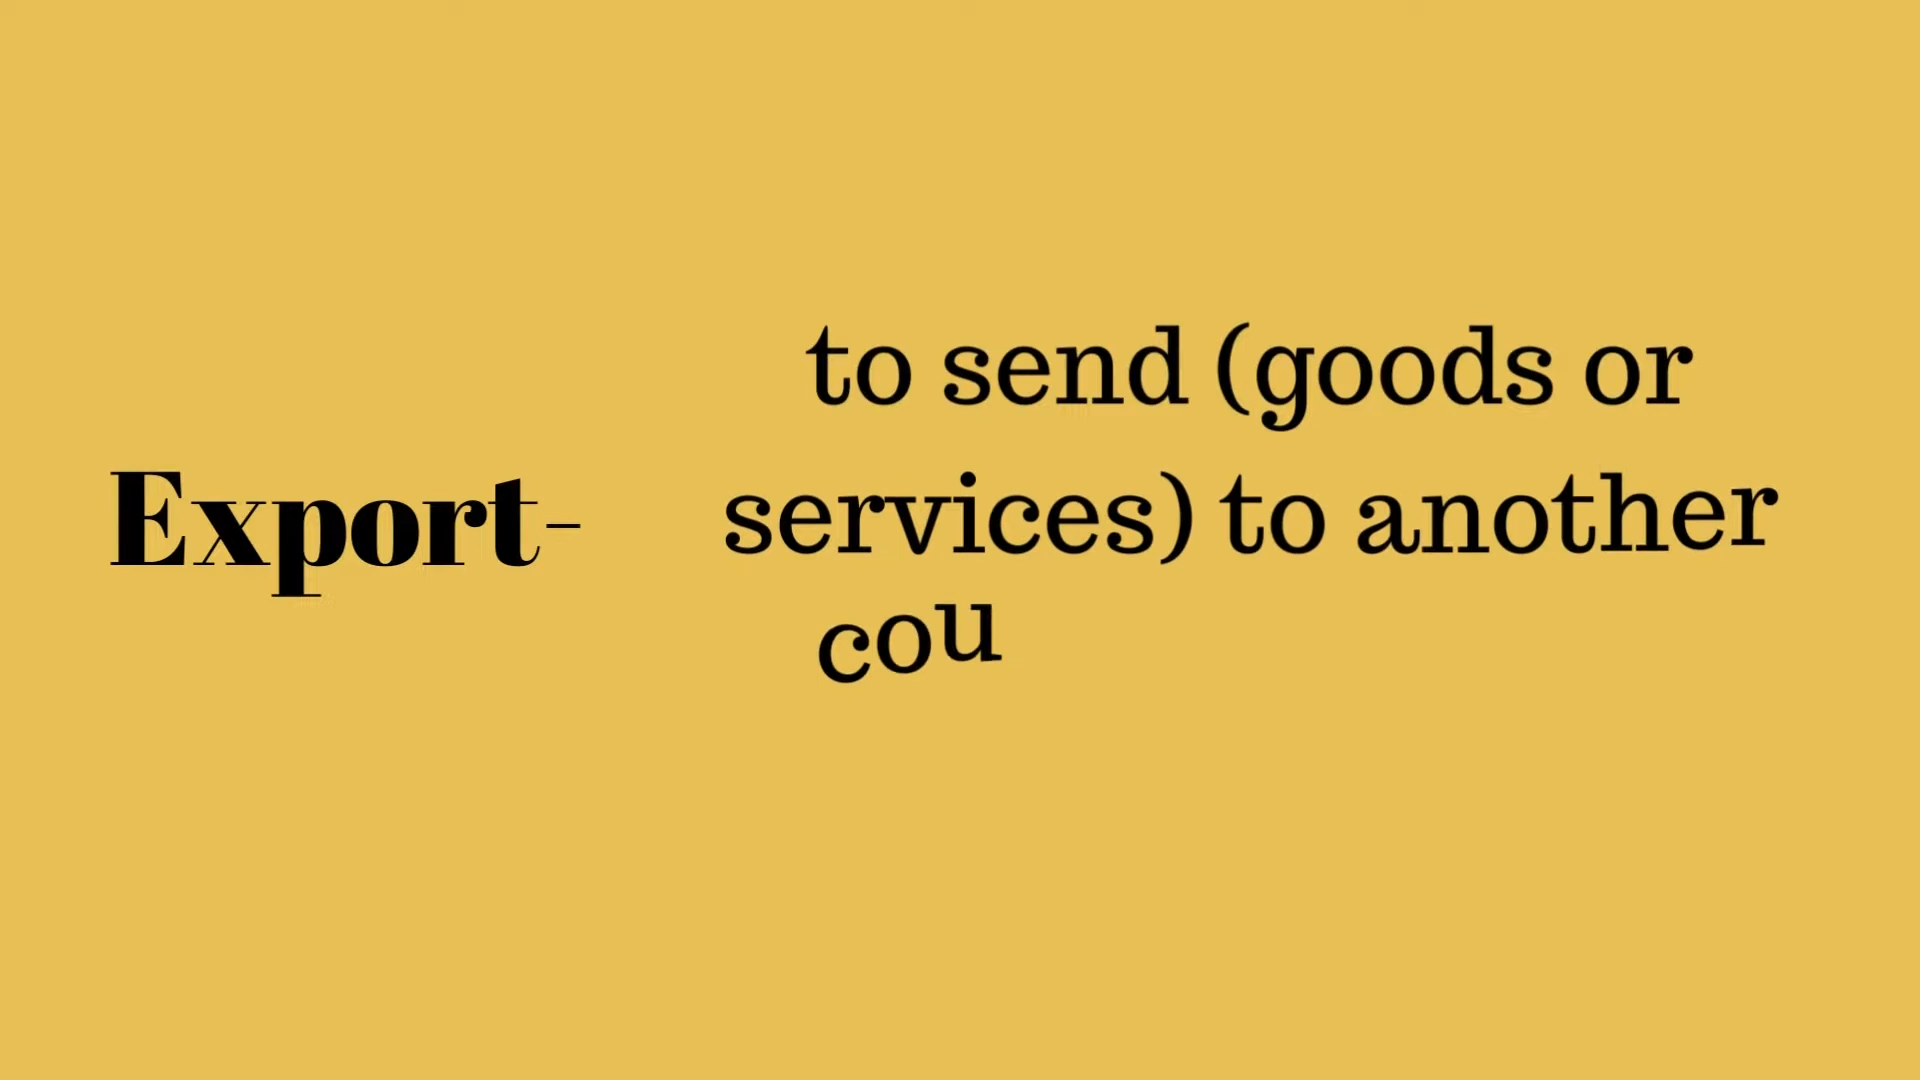 Export-
to send (goods or
services) to another
cou